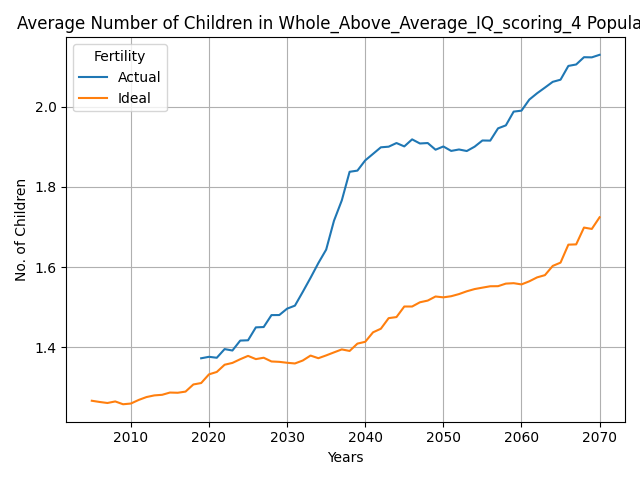 Average Number of Children in Whole_Above_Average_IQ_scoring_4 Popula
Fertility
Actual
Ideal
No. of Children
2.0
1.8
1.6
1.4
2010 2020 2030 2040 2050 2060 2070
Years